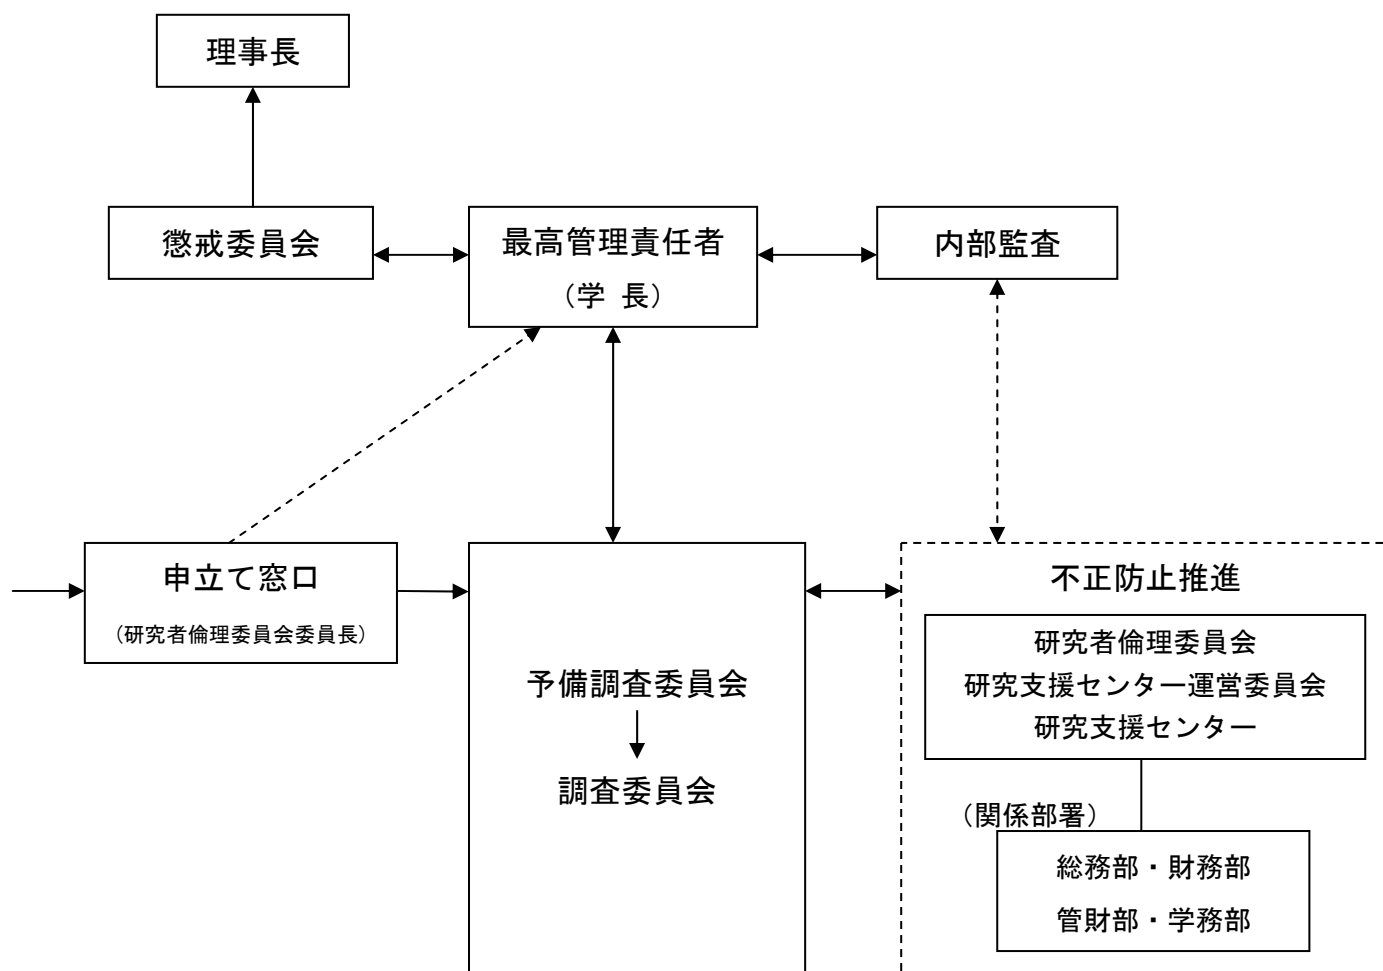 理事長
懲戒委員会
最高管理責任者
（学 長）
内部監査
申立て窓口
（研究者倫理委員会委員長）
予備調査委員会
調査委員会
不正防止推進
研究者倫理委員会
研究支援センター運営委員会
研究支援センター
（関係部署）
総務部・財務部
管財部・学務部